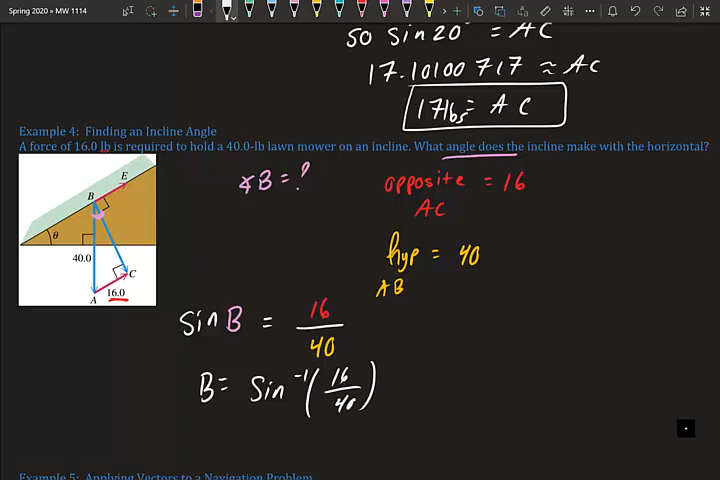 Spring 2020 » MW 1114
so sin 20° = AC
17.10100717 ≈ AC
17 lbs = AC
Example 4: Finding an Incline Angle
A force of 16.0 lb is required to hold a 40.0-lb lawn mower on an incline. What angle does the incline make with the horizontal?
E
B
θ
40.0
C
A
16.0
∡B = ?
opposite = 16
AC
hyp = 40
AB
sin B = 16/40
B = sin⁻¹(16/40)
Example 5: Applying Vectors to a Navigation Problem